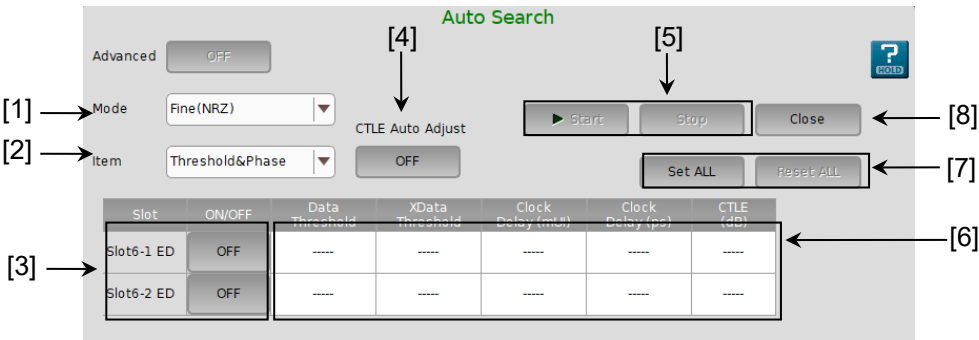 Auto Search
[4] [5]
Advanced OFF
? HOLD
[1] Mode Fine(NRZ) Start Stop Close [8]
CTLE Auto Adjust
[2] Item Threshold&Phase OFF Set ALL Reset ALL [7]
Slot ON/OFF Data Threshold XData Threshold Clock Delay (mUI) Clock Delay (ps) CTLE (dB)
[6]
Slot6-1 ED OFF ----- ----- ----- ----- -----
[3]
Slot6-2 ED OFF ----- ----- ----- ----- -----